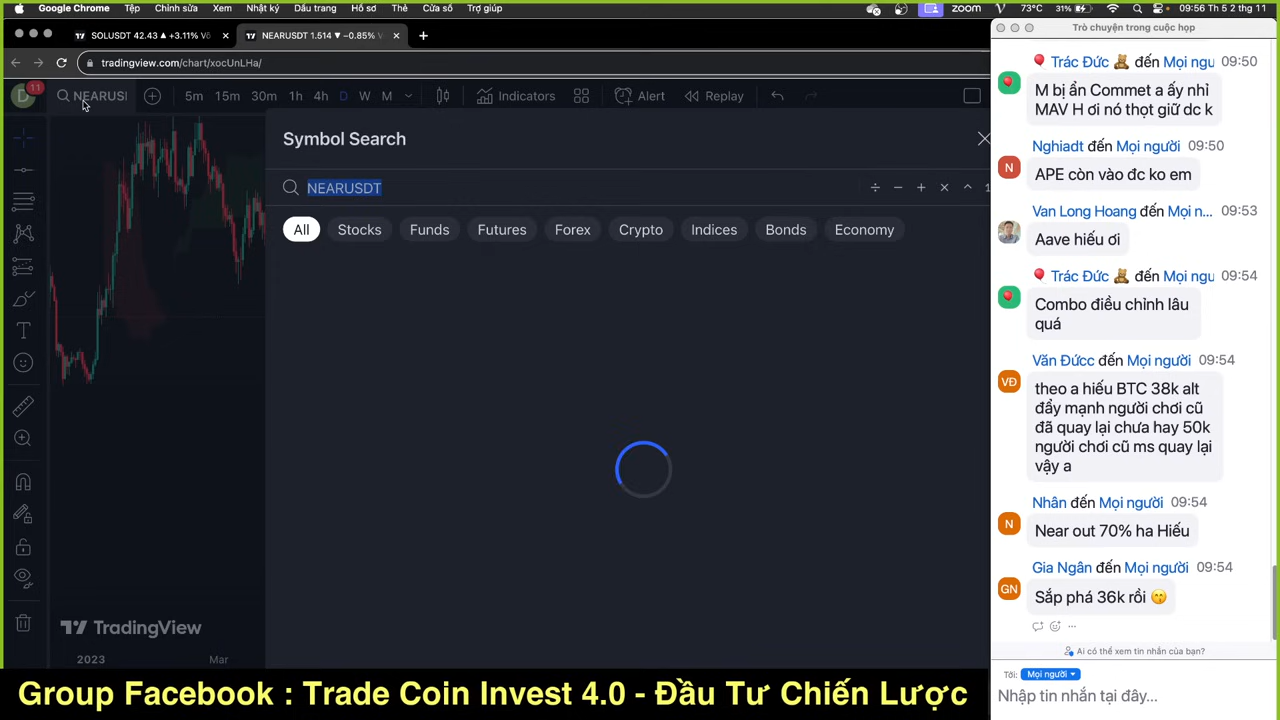 Google Chrome Tệp Chỉnh sửa Xem Nhật ký Dấu trang Hồ sơ Thẻ Cửa sổ Trợ giúp zoom 73°C 31% 09:56 Th 5 2 thg 11
SOLUSDT 42.43 ▲ +3.11% Vô
NEARUSDT 1.514 ▼ −0.85% V
tradingview.com/chart/xocUnLHa/
D 11 NEARUSI 5m 15m 30m 1h 4h D W M Indicators Alert Replay
Symbol Search
NEARUSDT
All Stocks Funds Futures Forex Crypto Indices Bonds Economy
TradingView
2023 Mar
Trò chuyện trong cuộc họp
Trác Đức đến Mọi ngu 09:50
M bị ẩn Commet a ấy nhỉ
MAV H ơi nó thọt giữ dc k
Nghiadt đến Mọi người 09:50
N
APE còn vào đc ko em
Van Long Hoang đến Mọi n... 09:53
Aave hiếu ơi
Trác Đức đến Mọi ngu 09:54
Combo điều chỉnh lâu
quá
Văn Đứcc đến Mọi người 09:54
VĐ
theo a hiếu BTC 38k alt
đẩy mạnh người chơi cũ
đã quay lại chưa hay 50k
người chơi cũ ms quay lại
vậy a
Nhân đến Mọi người 09:54
N
Near out 70% ha Hiếu
Gia Ngân đến Mọi người 09:54
GN
Sắp phá 36k rồi 🤭
Ai có thể xem tin nhắn của bạn?
Tới: Mọi người
Nhập tin nhắn tại đây...
Group Facebook : Trade Coin Invest 4.0 - Đầu Tư Chiến Lược